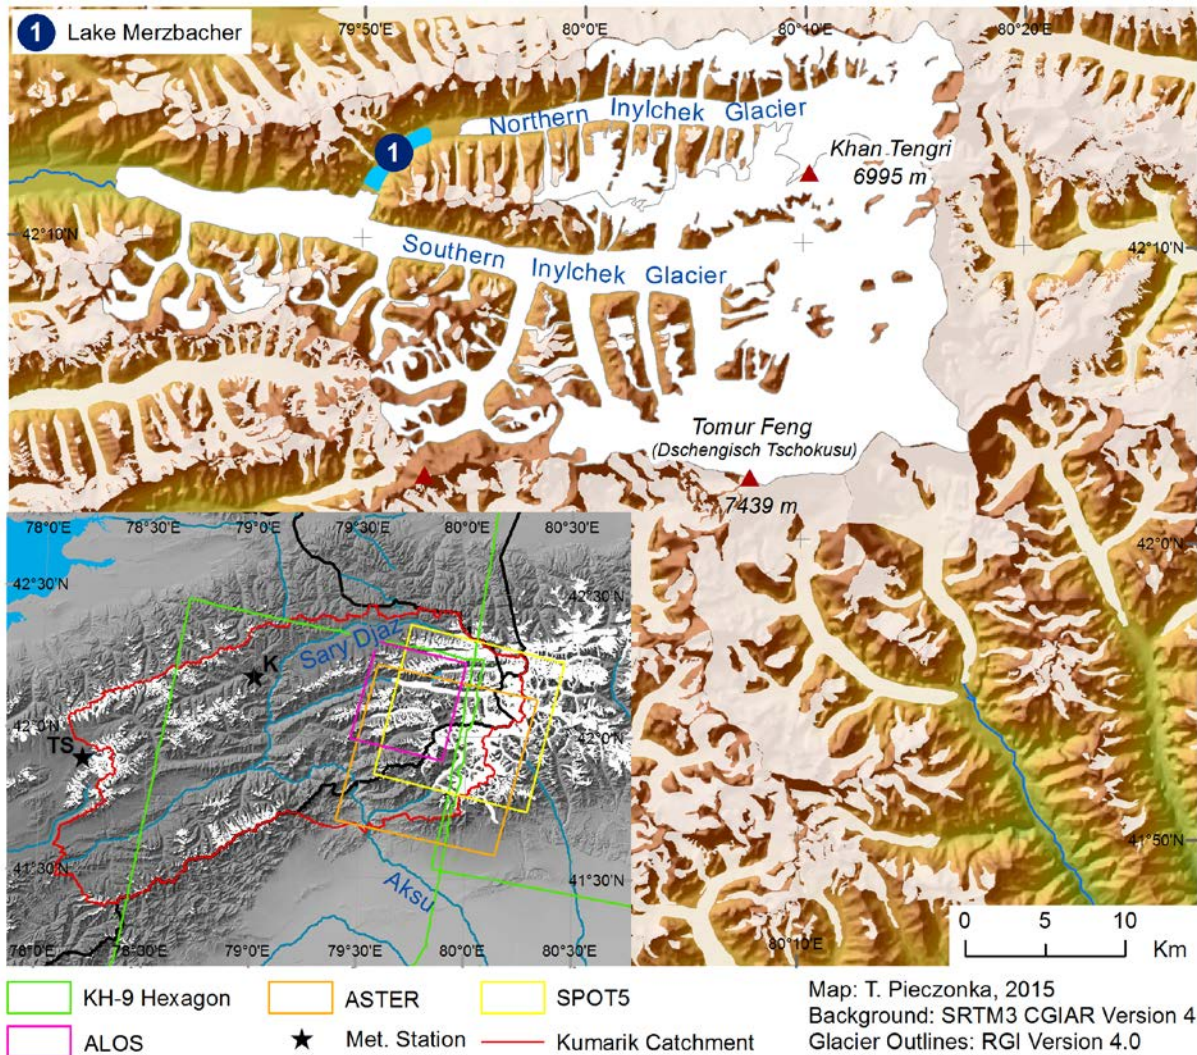 1 Lake Merzbacher
79°50'E 80°0'E 80°10'E 80°20'E
Northern Inylchek Glacier
1
Khan Tengri
6995 m
42°10'N 42°10'N
Southern Inylchek Glacier
Tomur Feng
(Dschengisch Tschokusu)
7439 m
42°0'N
41°50'N
80°10'E
78°0'E 78°30'E 79°0'E 79°30'E 80°0'E 80°30'E
42°30'N 42°30'N
Sary Djaz
K
42°0'N 42°0'N
TS
41°30'N 41°30'N
Aksu
78°0'E 78°30'E 79°0'E 79°30'E 80°0'E 80°30'E
0 5 10
Km
KH-9 Hexagon ASTER SPOT5
ALOS Met. Station Kumarik Catchment
Map: T. Pieczonka, 2015
Background: SRTM3 CGIAR Version 4
Glacier Outlines: RGI Version 4.0